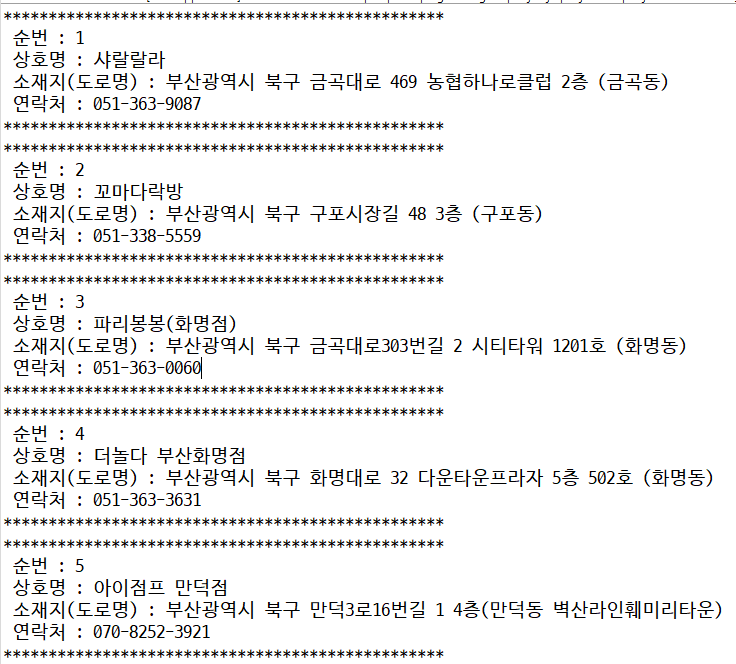 *************************************************
순번 : 1
상호명 : 샤랄랄라
소재지(도로명) : 부산광역시 북구 금곡대로 469 농협하나로클럽 2층 (금곡동)
연락처 : 051-363-9087
*************************************************
*************************************************
순번 : 2
상호명 : 꼬마다락방
소재지(도로명) : 부산광역시 북구 구포시장길 48 3층 (구포동)
연락처 : 051-338-5559
*************************************************
*************************************************
순번 : 3
상호명 : 파리봉봉(화명점)
소재지(도로명) : 부산광역시 북구 금곡대로303번길 2 시티타워 1201호 (화명동)
연락처 : 051-363-0060
*************************************************
*************************************************
순번 : 4
상호명 : 더놀다 부산화명점
소재지(도로명) : 부산광역시 북구 화명대로 32 다운타운프라자 5층 502호 (화명동)
연락처 : 051-363-3631
*************************************************
*************************************************
순번 : 5
상호명 : 아이점프 만덕점
소재지(도로명) : 부산광역시 북구 만덕3로16번길 1 4층(만덕동 벽산라인훼미리타운)
연락처 : 070-8252-3921
*************************************************